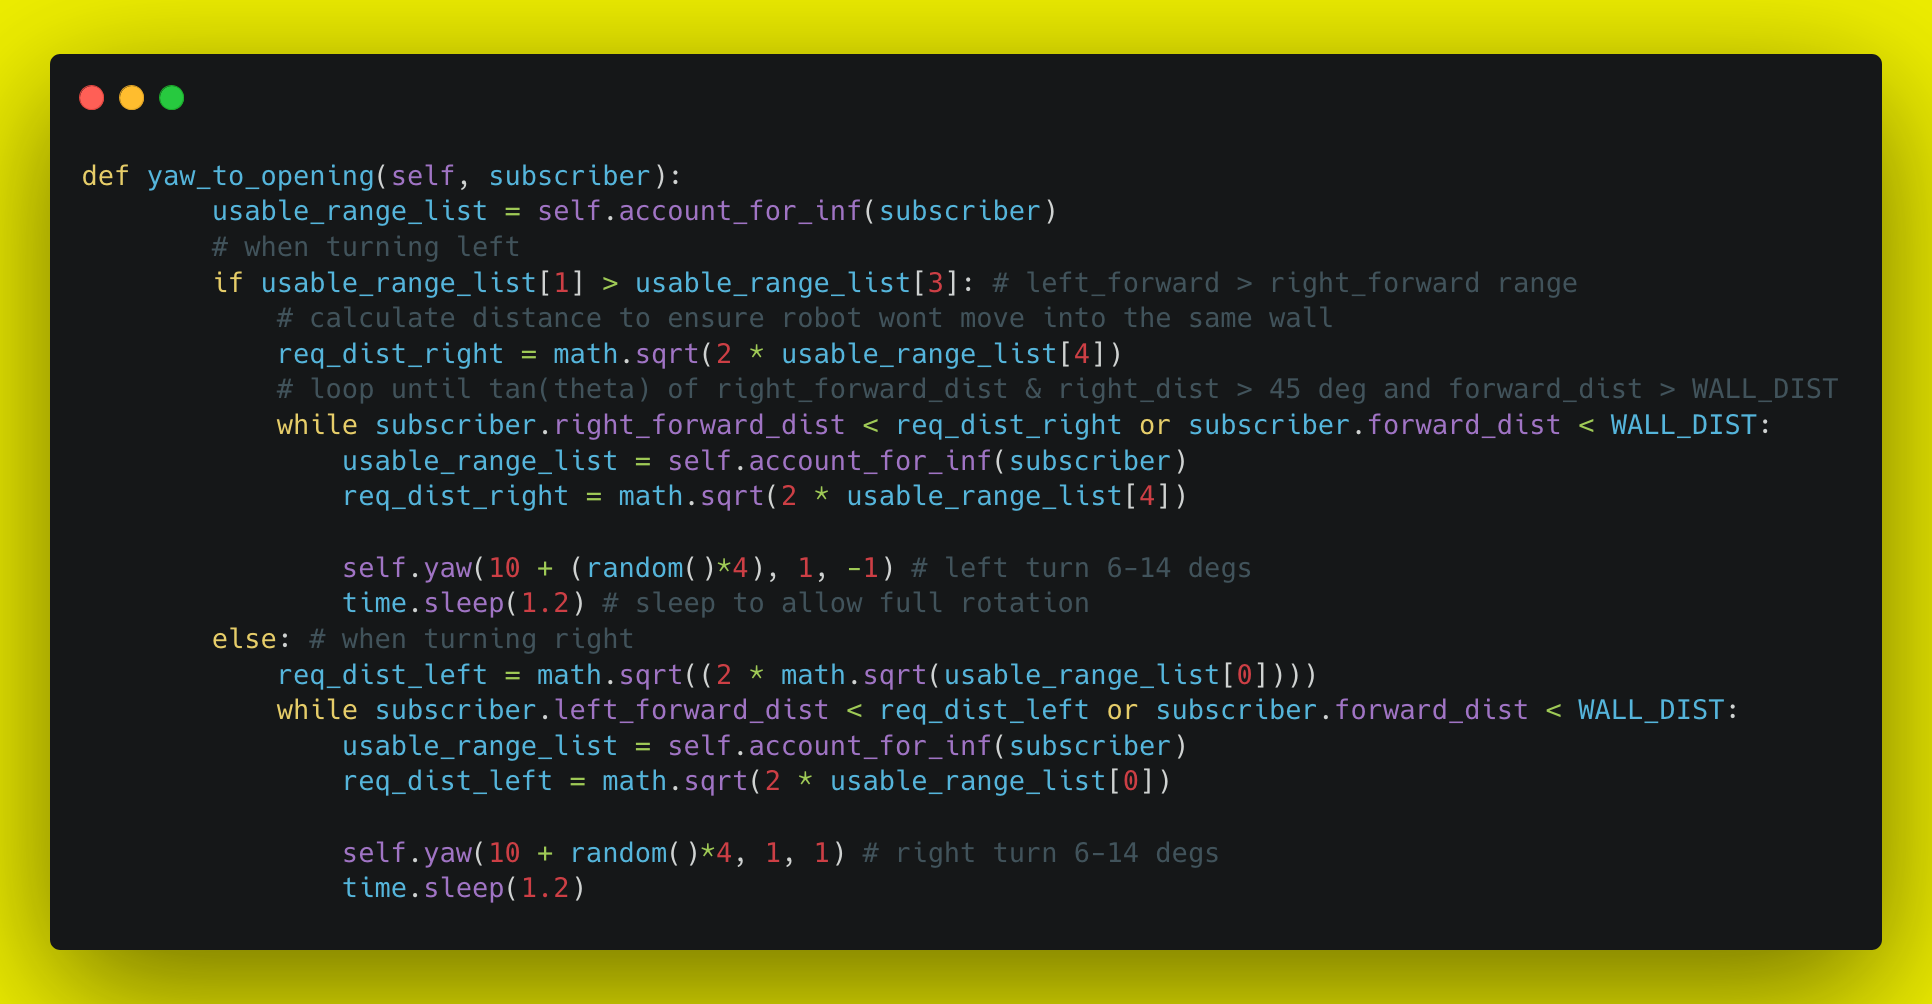 def yaw_to_opening(self, subscriber):
        usable_range_list = self.account_for_inf(subscriber)
        # when turning left
        if usable_range_list[1] > usable_range_list[3]: # left_forward > right_forward range
            # calculate distance to ensure robot wont move into the same wall
            req_dist_right = math.sqrt(2 * usable_range_list[4])
            # loop until tan(theta) of right_forward_dist & right_dist > 45 deg and forward_dist > WALL_DIST
            while subscriber.right_forward_dist < req_dist_right or subscriber.forward_dist < WALL_DIST:
                usable_range_list = self.account_for_inf(subscriber)
                req_dist_right = math.sqrt(2 * usable_range_list[4])

                self.yaw(10 + (random()*4), 1, -1) # left turn 6-14 degs
                time.sleep(1.2) # sleep to allow full rotation
        else: # when turning right
            req_dist_left = math.sqrt((2 * math.sqrt(usable_range_list[0])))
            while subscriber.left_forward_dist < req_dist_left or subscriber.forward_dist < WALL_DIST:
                usable_range_list = self.account_for_inf(subscriber)
                req_dist_left = math.sqrt(2 * usable_range_list[0])

                self.yaw(10 + random()*4, 1, 1) # right turn 6-14 degs
                time.sleep(1.2)